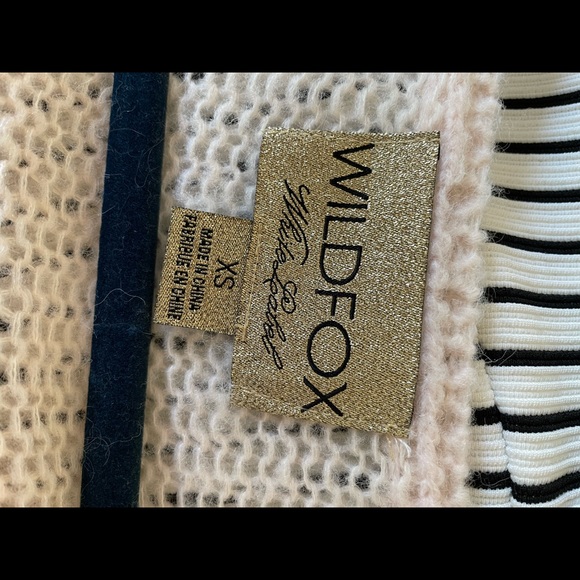 WILDFOX
White Label
XS
MADE IN CHINA
FABRIQUE EN CHINE